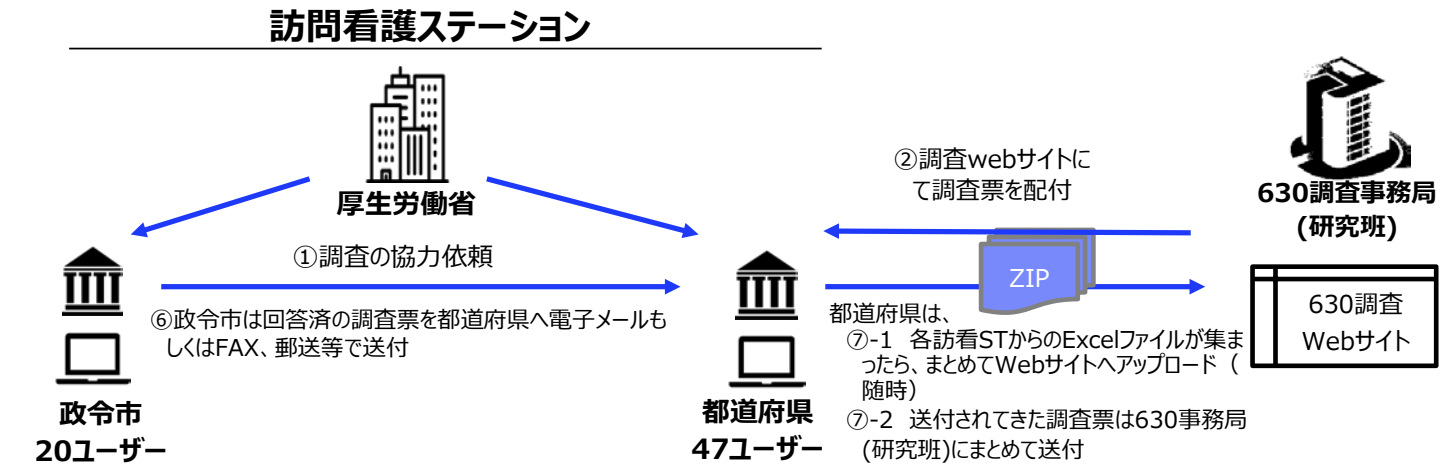 訪問看護ステーション
厚生労働省
①調査の協力依頼
⑥政令市は回答済の調査票を都道府県へ電子メールも
しくはFAX、郵送等で送付
政令市
20ユーザー
都道府県
47ユーザー
②調査webサイトに
て調査票を配付
ZIP
都道府県は、
⑦-1 各訪看STからのExcelファイルが集ま
ったら、まとめてWebサイトへアップロード（
随時）
⑦-2 送付されてきた調査票は630事務局
(研究班)にまとめて送付
630調査事務局
(研究班)
630調査
Webサイト